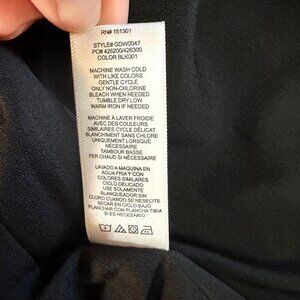 RN# 151301
STYLE# GDW0047
PO# 426200/426300
COLOR:BLK001
MACHINE WASH COLD
WITH LIKE COLORS
GENTLE CYCLE
ONLY NON-CHLORINE
BLEACH WHEN NEEDED
TUMBLE DRY LOW
WARM IRON IF NEEDED
MACHINE À LAVER FROIDE
AVEC DES COULEURS
SIMILAIRES CYCLE DÉLICAT
BLANCHIMENT SANS CHLORE
UNIQUEMENT LORSQUE
NÉCESSAIRE
TAMBOUR BASSE
FER CHAUD SI NÉCESSAIRE
LAVADO A MAQUINA EN
AGUA FRIA Y CON
COLORES SIMILARES
CICLO DELICADO
USE SOLAMENTE
BLANQUEADOR SIN
CLORO CUANDO SE NECESITE
SECAR EN CICLO BAJO
PLANCHAR CON PLANCHA TIBIA
SI ES NECESARIO